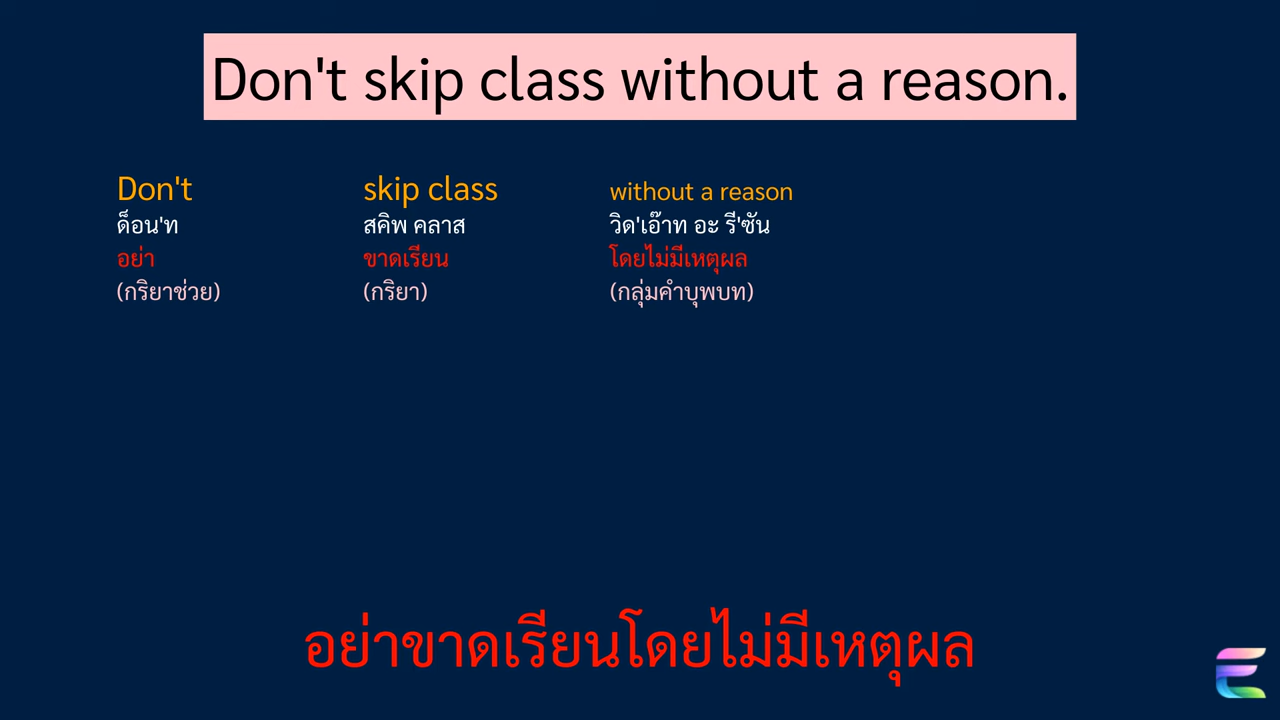 Don't skip class without a reason.
Don't skip class without a reason
ด็อน'ท สคิพ คลาส วิด'เอ๊าท อะ รี'ซัน
อย่า ขาดเรียน โดยไม่มีเหตุผล
(กริยาช่วย) (กริยา) (กลุ่มคำบุพบท)
อย่าขาดเรียนโดยไม่มีเหตุผล